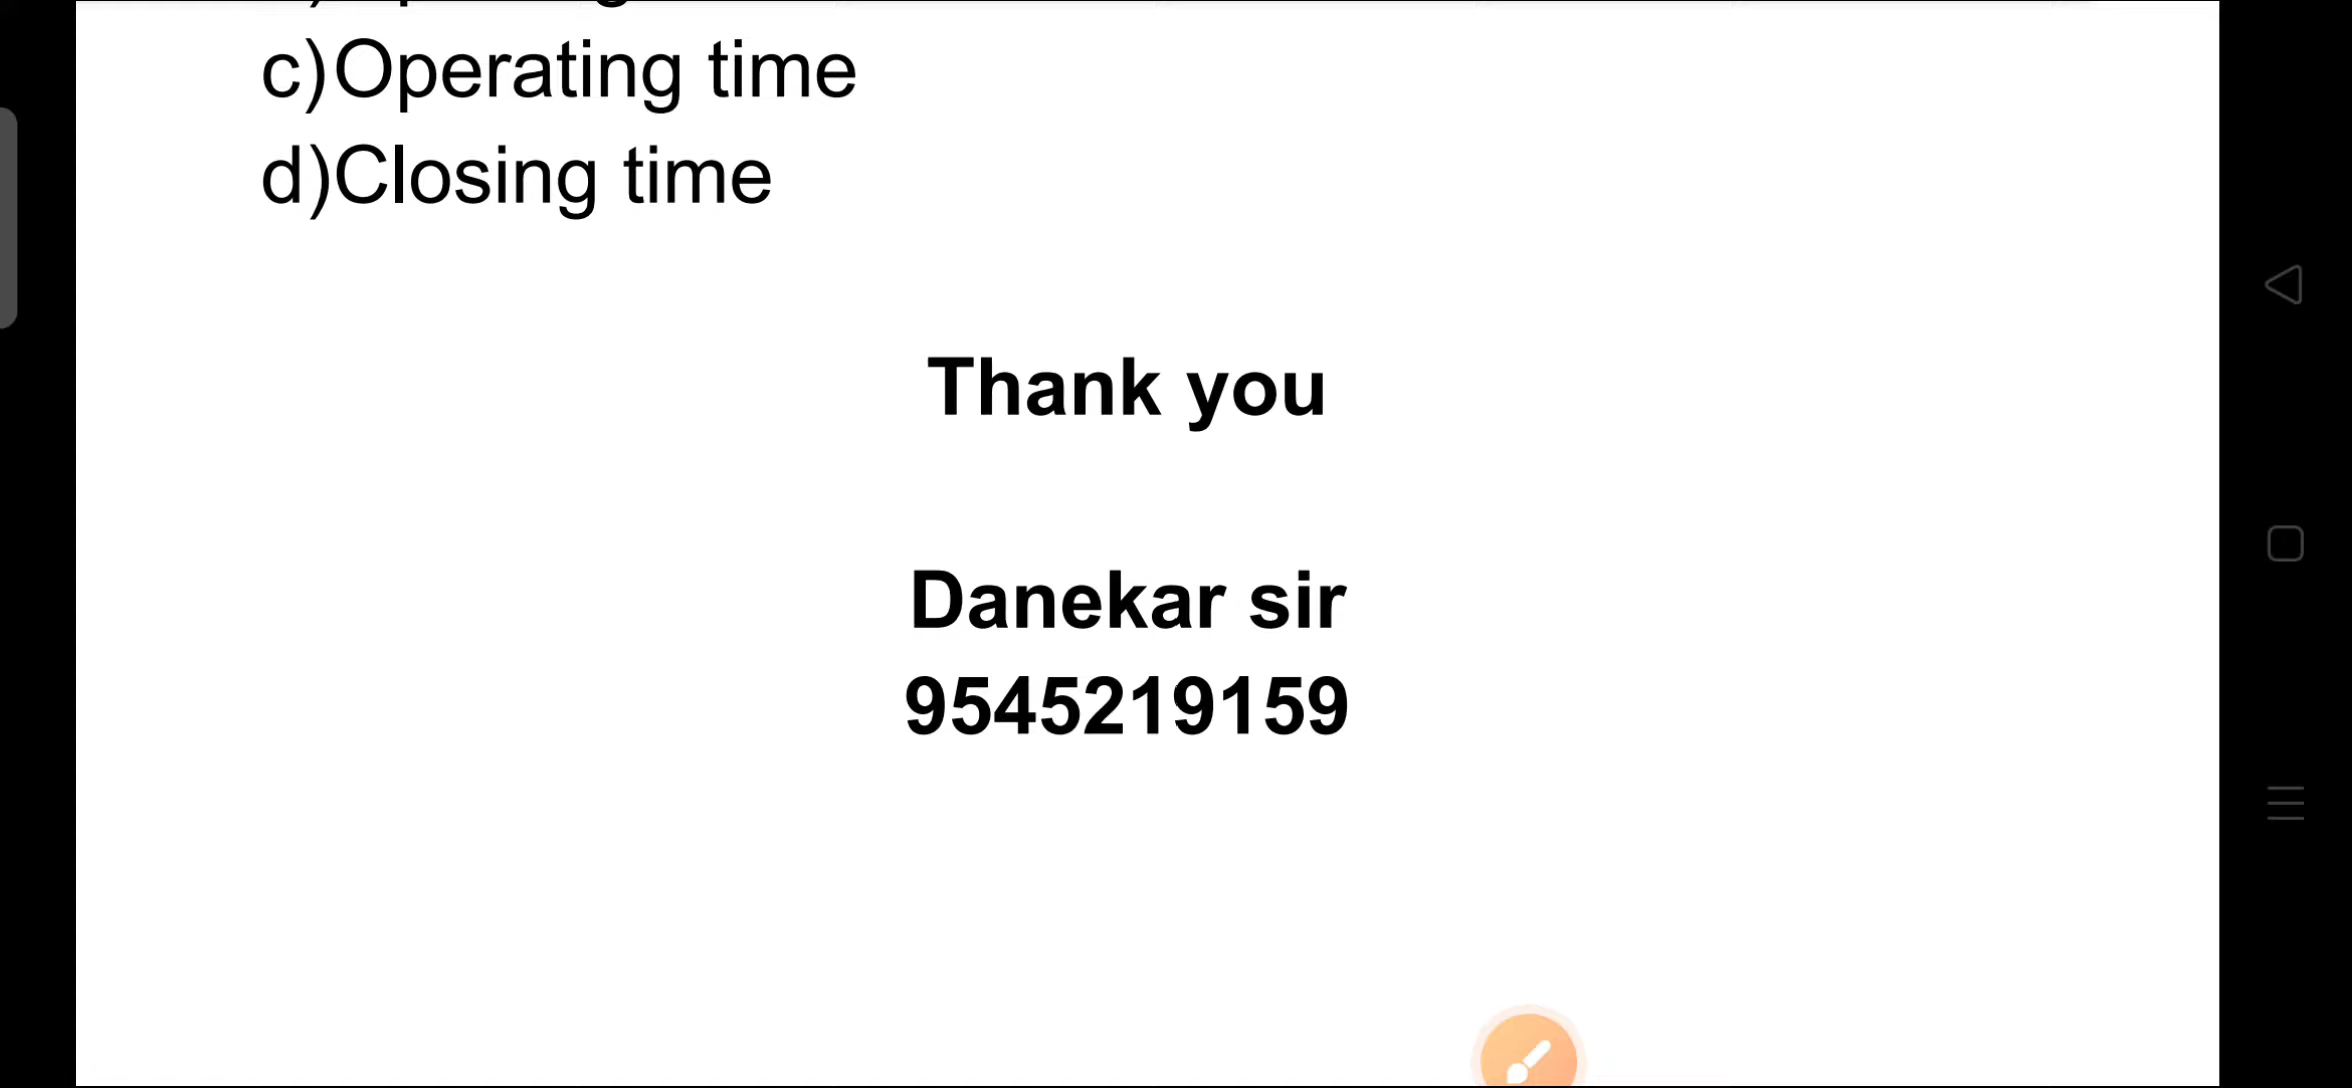 c)Operating time
d)Closing time
Thank you
Danekar sir
9545219159